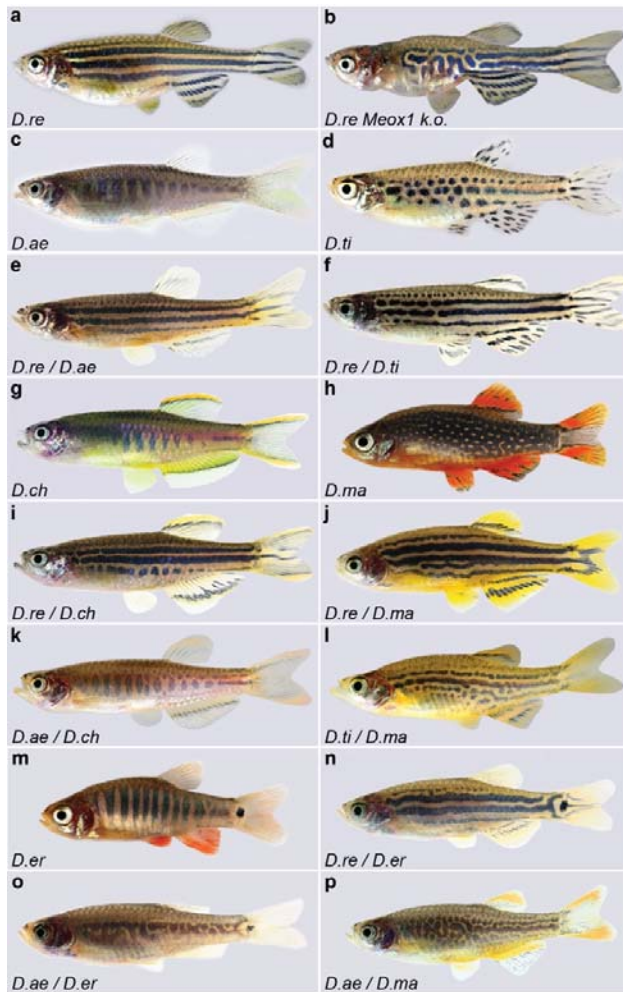 a
D.re
b
D.re Meox1 k.o.
c
D.ae
d
D.ti
e
D.re / D.ae
f
D.re / D.ti
g
D.ch
h
D.ma
i
D.re / D.ch
j
D.re / D.ma
k
D.ae / D.ch
l
D.ti / D.ma
m
D.er
n
D.re / D.er
o
D.ae / D.er
p
D.ae / D.ma